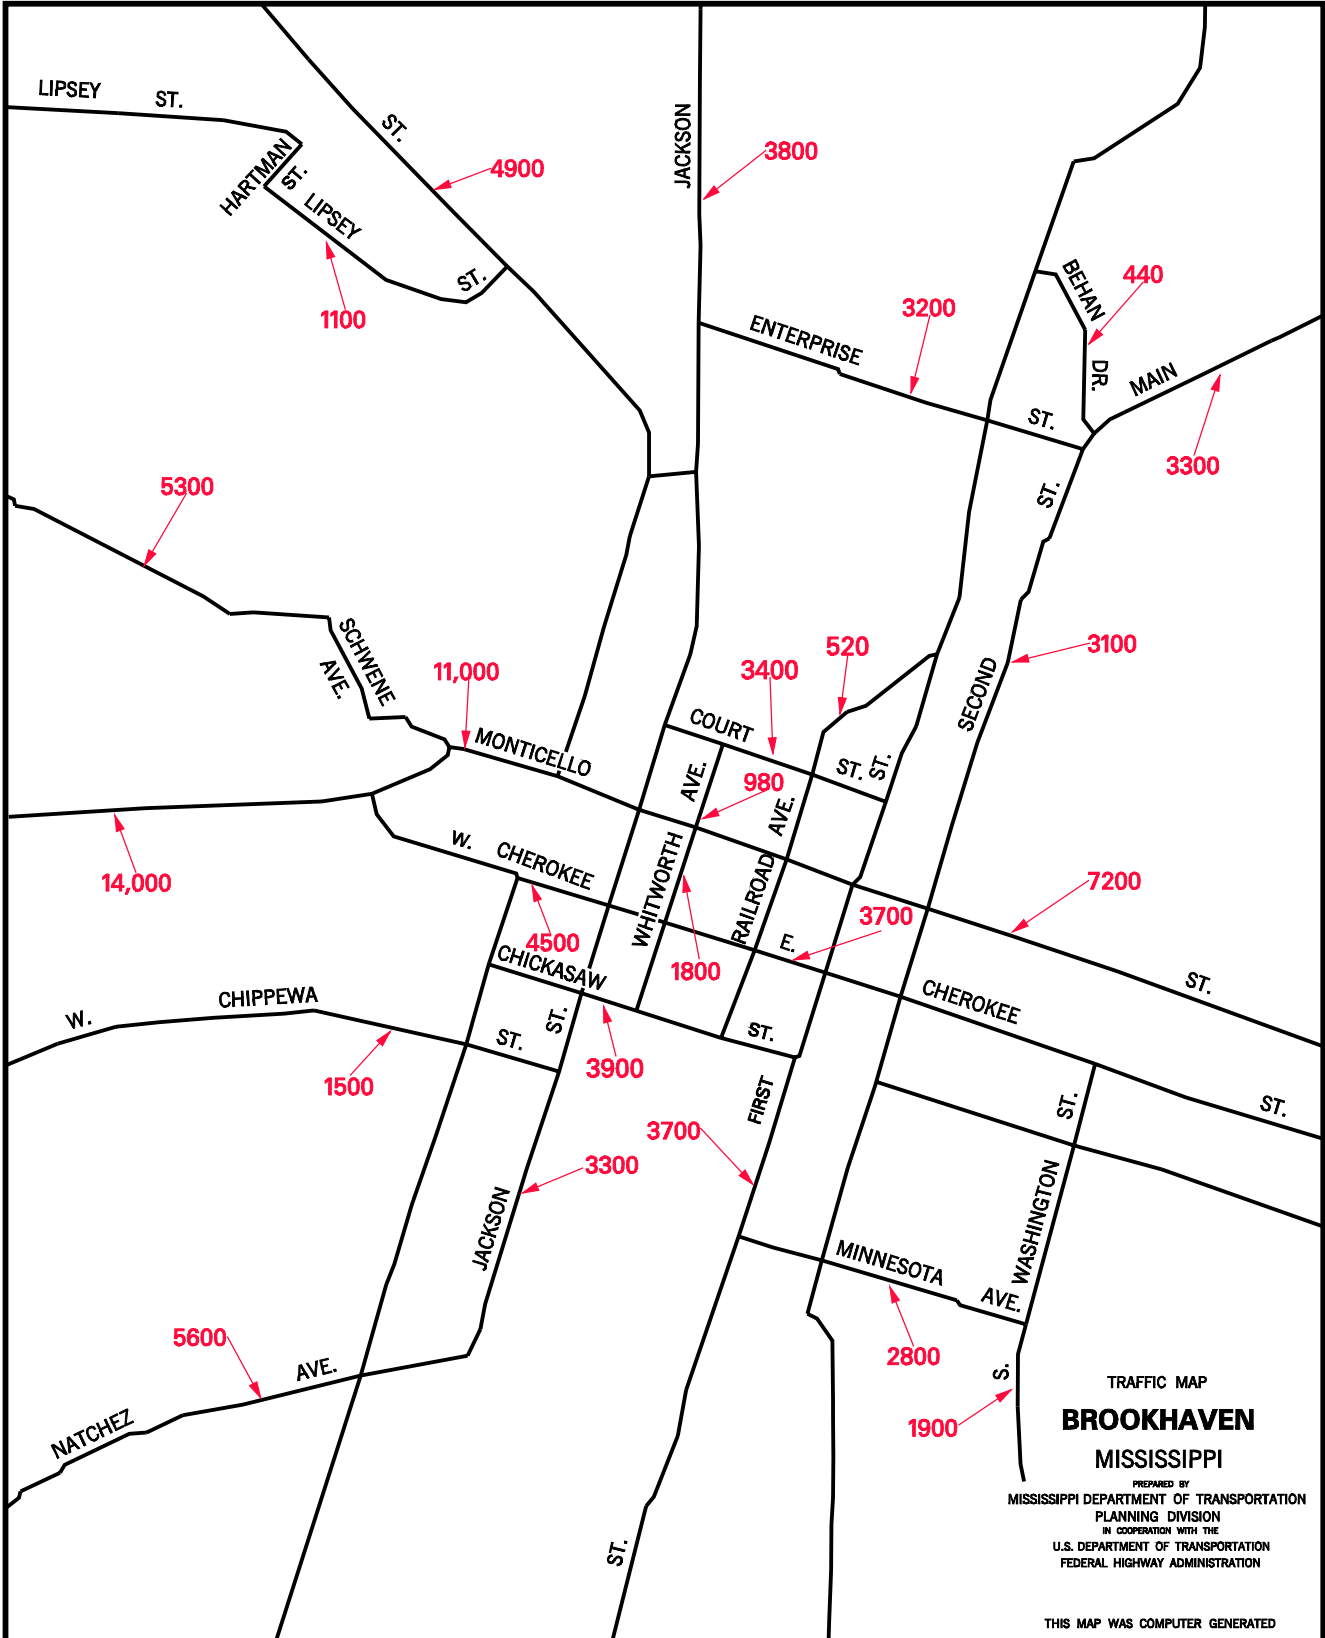 LIPSEY ST.
ST.
JACKSON
HARTMAN
ST.
LIPSEY
ST.
4900
3800
1100
BEHAN
DR.
440
3200
ENTERPRISE
ST.
MAIN
3300
ST.
5300
SCHWENE
AVE.
11,000
MONTICELLO
3400
520
COURT
ST.
ST.
SECOND
3100
AVE.
980
AVE.
14,000
W. CHEROKEE
WHITWORTH
RAILROAD
7200
3700
4500
1800
E.
CHEROKEE
ST.
CHICKASAW
ST.
W. CHIPPEWA
ST.
ST.
3900
1500
FIRST
ST.
ST.
3700
3300
JACKSON
WASHINGTON
MINNESOTA
AVE.
2800
S.
1900
5600
AVE.
NATCHEZ
ST.
TRAFFIC MAP
BROOKHAVEN
MISSISSIPPI
PREPARED BY
MISSISSIPPI DEPARTMENT OF TRANSPORTATION
PLANNING DIVISION
IN COOPERATION WITH THE
U.S. DEPARTMENT OF TRANSPORTATION
FEDERAL HIGHWAY ADMINISTRATION
THIS MAP WAS COMPUTER GENERATED